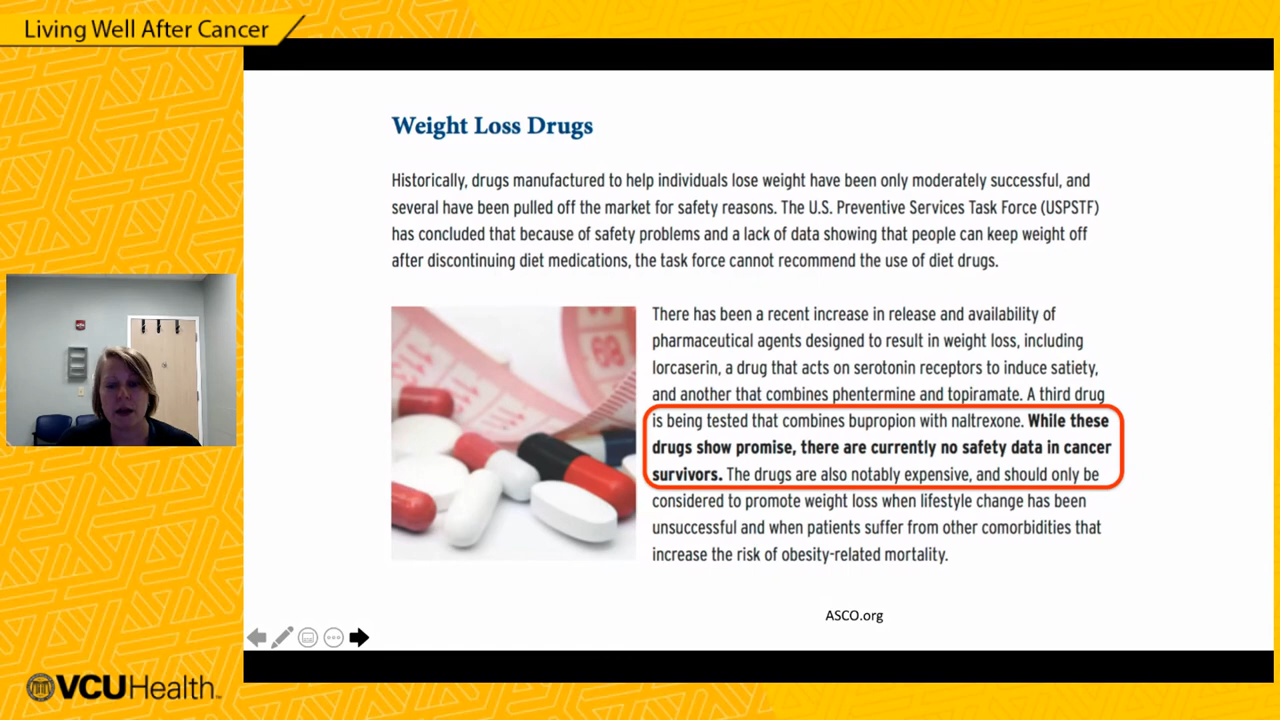 Living Well After Cancer
Weight Loss Drugs
Historically, drugs manufactured to help individuals lose weight have been only moderately successful, and
several have been pulled off the market for safety reasons. The U.S. Preventive Services Task Force (USPSTF)
has concluded that because of safety problems and a lack of data showing that people can keep weight off
after discontinuing diet medications, the task force cannot recommend the use of diet drugs.
There has been a recent increase in release and availability of
pharmaceutical agents designed to result in weight loss, including
lorcaserin, a drug that acts on serotonin receptors to induce satiety,
and another that combines phentermine and topiramate. A third drug
is being tested that combines bupropion with naltrexone. While these
drugs show promise, there are currently no safety data in cancer
survivors. The drugs are also notably expensive, and should only be
considered to promote weight loss when lifestyle change has been
unsuccessful and when patients suffer from other comorbidities that
increase the risk of obesity-related mortality.
ASCO.org
VCUHealth